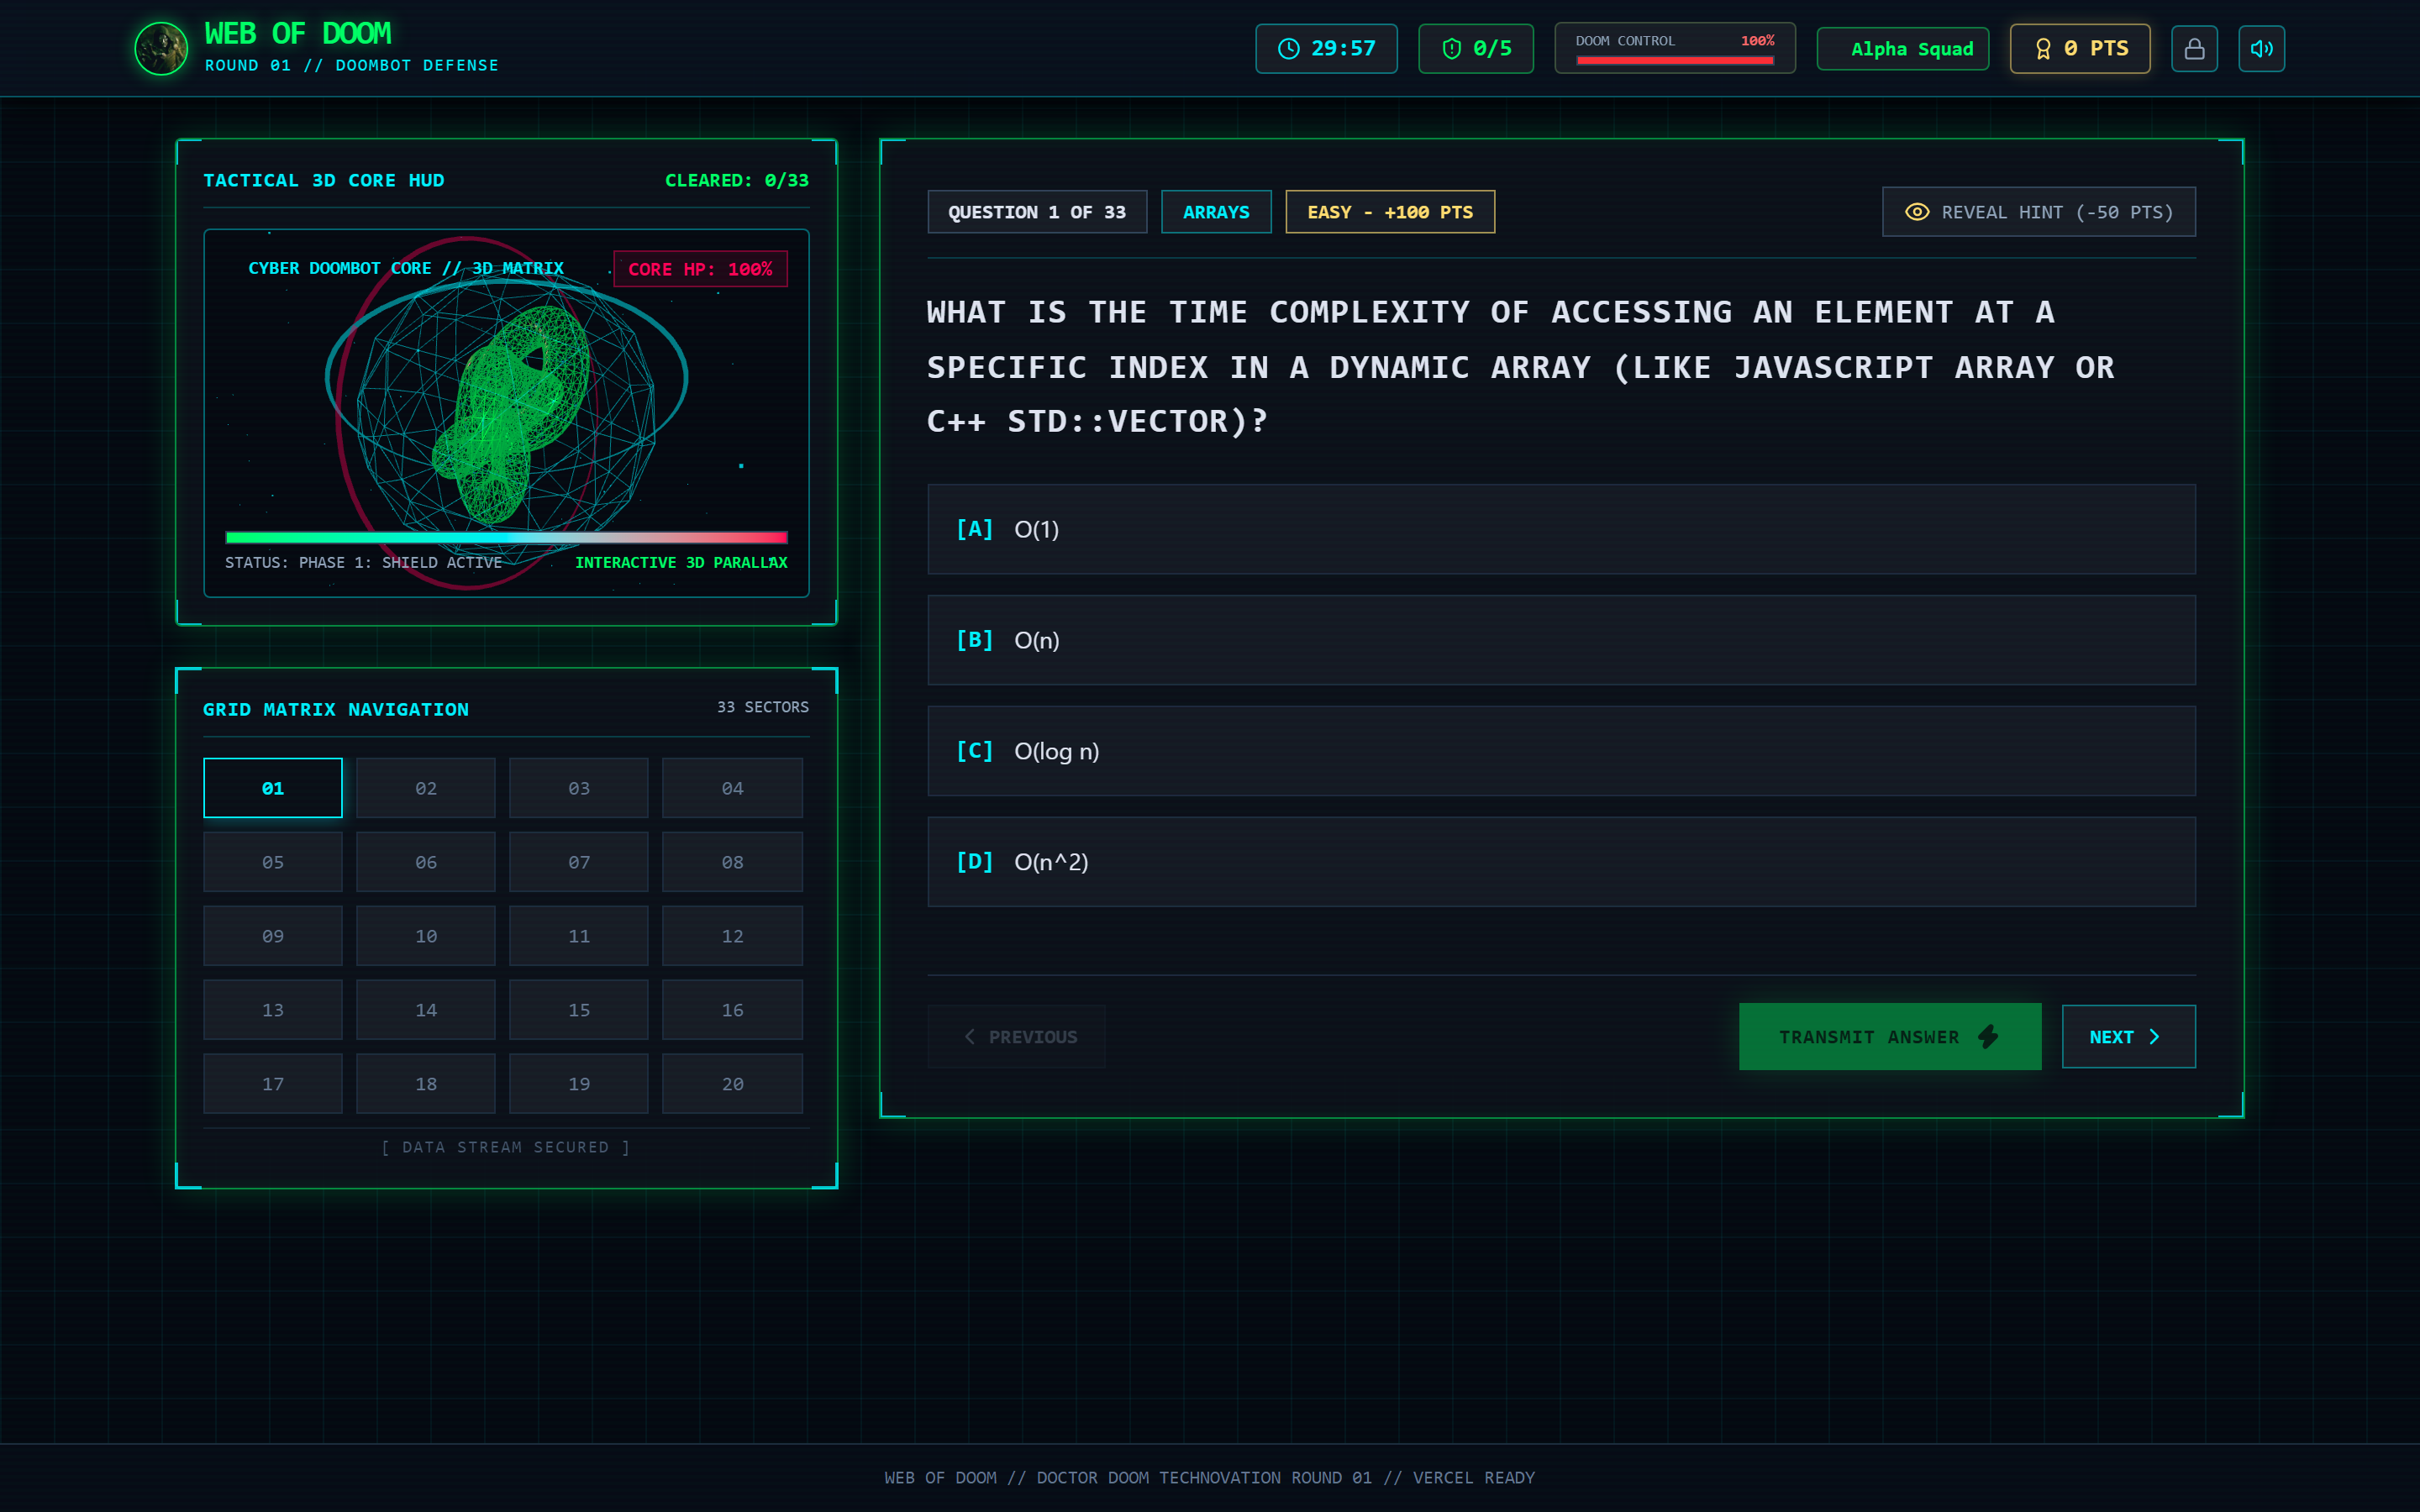 WEB OF DOOM
ROUND 01 // DOOMBOT DEFENSE
29:57
0/5
DOOM CONTROL 100%
Alpha Squad
0 PTS
TACTICAL 3D CORE HUD
CLEARED: 0/33
CYBER DOOMBOT CORE // 3D MATRIX
CORE HP: 100%
STATUS: PHASE 1: SHIELD ACTIVE
INTERACTIVE 3D PARALLAX
GRID MATRIX NAVIGATION
33 SECTORS
01 02 03 04
05 06 07 08
09 10 11 12
13 14 15 16
17 18 19 20
[ DATA STREAM SECURED ]
QUESTION 1 OF 33
ARRAYS
EASY - +100 PTS
REVEAL HINT (-50 PTS)
WHAT IS THE TIME COMPLEXITY OF ACCESSING AN ELEMENT AT A
SPECIFIC INDEX IN A DYNAMIC ARRAY (LIKE JAVASCRIPT ARRAY OR
C++ STD::VECTOR)?
[A] O(1)
[B] O(n)
[C] O(log n)
[D] O(n^2)
PREVIOUS
TRANSMIT ANSWER
NEXT
WEB OF DOOM // DOCTOR DOOM TECHNOVATION ROUND 01 // VERCEL READY